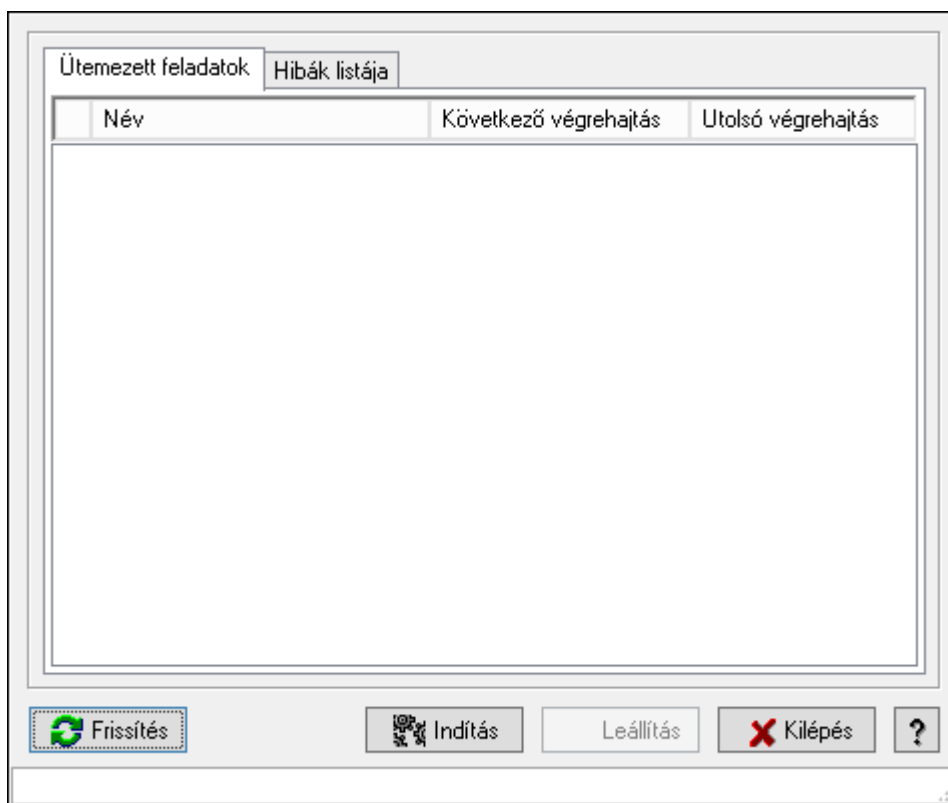 Ütemezett feladatok Hibák listája
Név Következő végrehajtás Utolsó végrehajtás
Frissítés Indítás Leállítás Kilépés ?